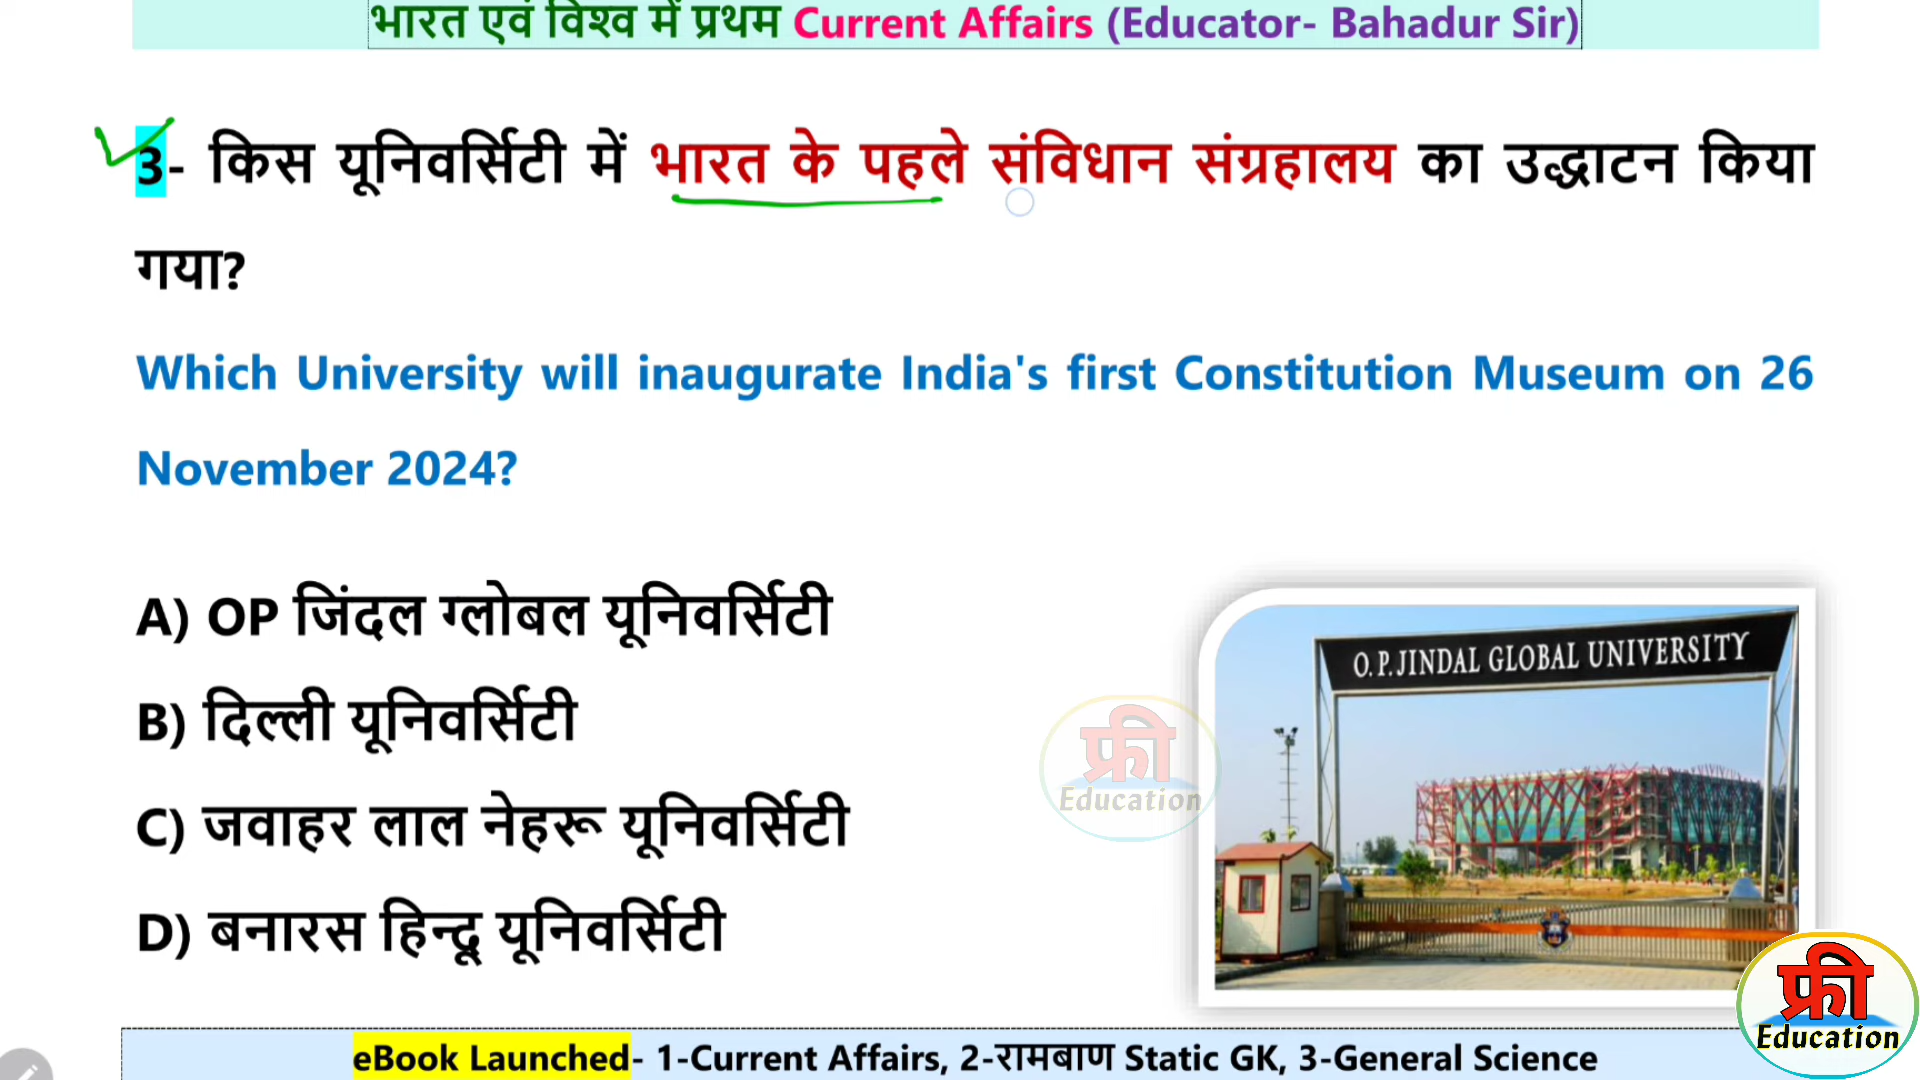 भारत एवं विश्व में प्रथम Current Affairs (Educator- Bahadur Sir)
3- किस यूनिवर्सिटी में भारत के पहले संविधान संग्रहालय का उद्घाटन किया
गया?
Which University will inaugurate India's first Constitution Museum on 26
November 2024?
A) OP जिंदल ग्लोबल यूनिवर्सिटी
B) दिल्ली यूनिवर्सिटी
C) जवाहर लाल नेहरू यूनिवर्सिटी
D) बनारस हिन्दू यूनिवर्सिटी
O. P. JINDAL GLOBAL UNIVERSITY
फ्री
Education
फ्री
Education
eBook Launched- 1-Current Affairs, 2-रामबाण Static GK, 3-General Science